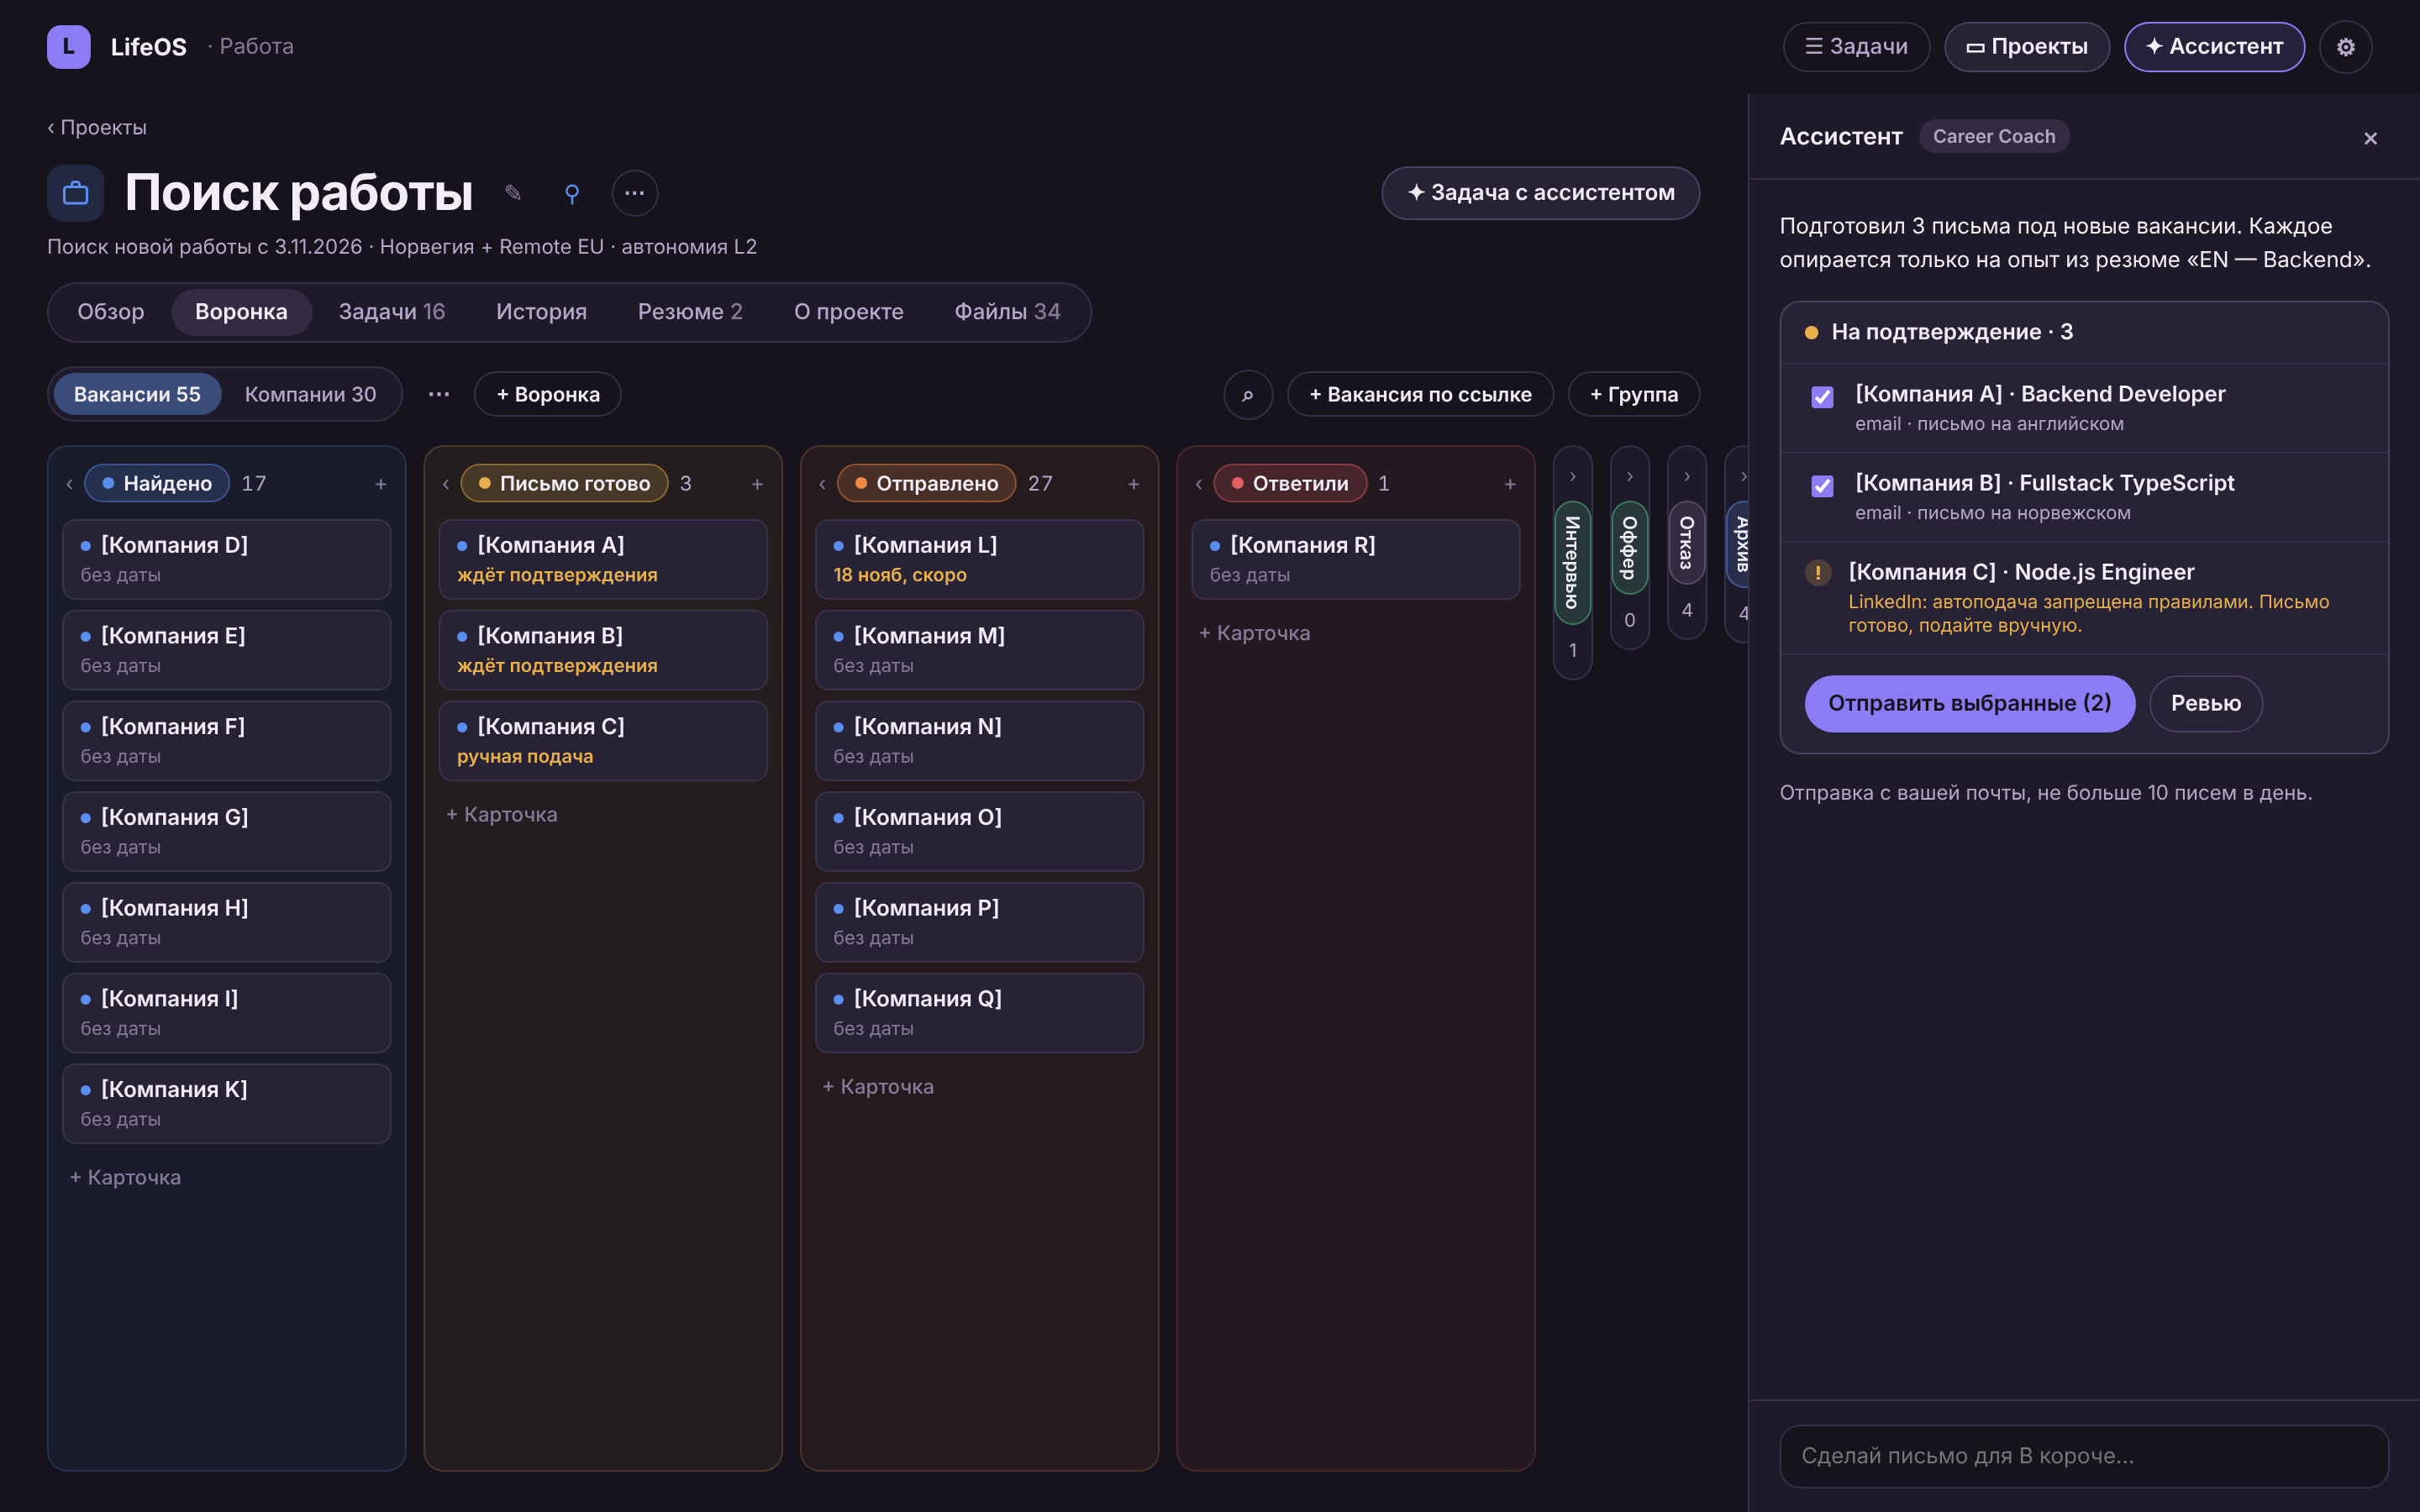 L LifeOS · Работа
☰ Задачи
▭ Проекты
✦ Ассистент
‹ Проекты
Поиск работы
✦ Задача с ассистентом
Поиск новой работы с 3.11.2026 · Норвегия + Remote EU · автономия L2
Обзор Воронка Задачи 16 История Резюме 2 О проекте Файлы 34
Вакансии 55 Компании 30 ··· + Воронка
+ Вакансия по ссылке + Группа
‹ Найдено 17 +
[Компания D]
без даты
[Компания E]
без даты
[Компания F]
без даты
[Компания G]
без даты
[Компания H]
без даты
[Компания I]
без даты
[Компания K]
без даты
+ Карточка
‹ Письмо готово 3 +
[Компания A]
ждёт подтверждения
[Компания B]
ждёт подтверждения
[Компания C]
ручная подача
+ Карточка
‹ Отправлено 27 +
[Компания L]
18 нояб, скоро
[Компания M]
без даты
[Компания N]
без даты
[Компания O]
без даты
[Компания P]
без даты
[Компания Q]
без даты
+ Карточка
‹ Ответили 1 +
[Компания R]
без даты
+ Карточка
› Интервью 1
› Оффер 0
› Отказ 4
› Архив 4
Ассистент Career Coach ×
Подготовил 3 письма под новые вакансии. Каждое
опирается только на опыт из резюме «EN — Backend».
На подтверждение · 3
[Компания A] · Backend Developer
email · письмо на английском
[Компания B] · Fullstack TypeScript
email · письмо на норвежском
! [Компания C] · Node.js Engineer
LinkedIn: автоподача запрещена правилами. Письмо
готово, подайте вручную.
Отправить выбранные (2) Ревью
Отправка с вашей почты, не больше 10 писем в день.
Сделай письмо для B короче...